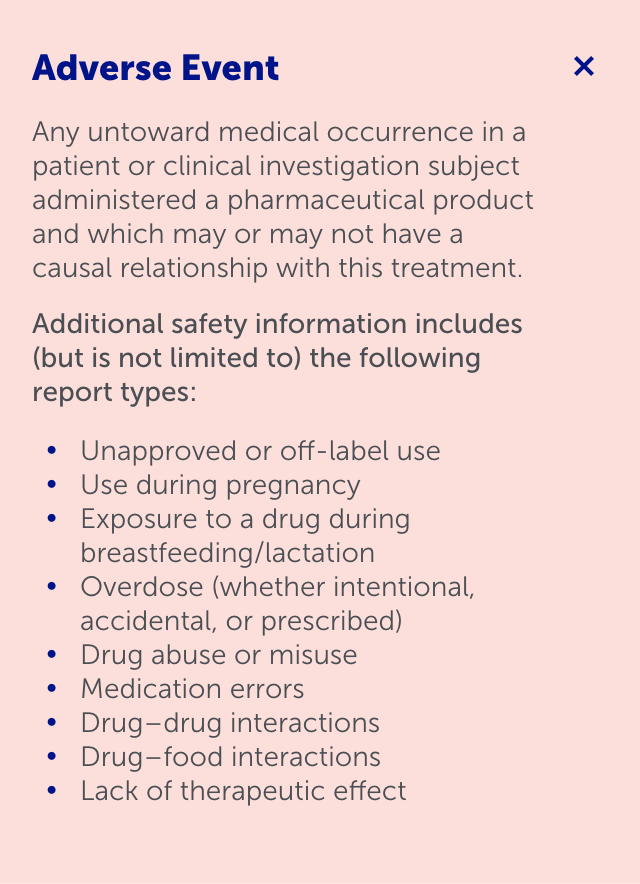 Adverse Event
×
Any untoward medical occurrence in a
patient or clinical investigation subject
administered a pharmaceutical product
and which may or may not have a
causal relationship with this treatment.
Additional safety information includes
(but is not limited to) the following
report types:
• Unapproved or off-label use
• Use during pregnancy
• Exposure to a drug during
breastfeeding/lactation
• Overdose (whether intentional,
accidental, or prescribed)
• Drug abuse or misuse
• Medication errors
• Drug–drug interactions
• Drug–food interactions
• Lack of therapeutic effect